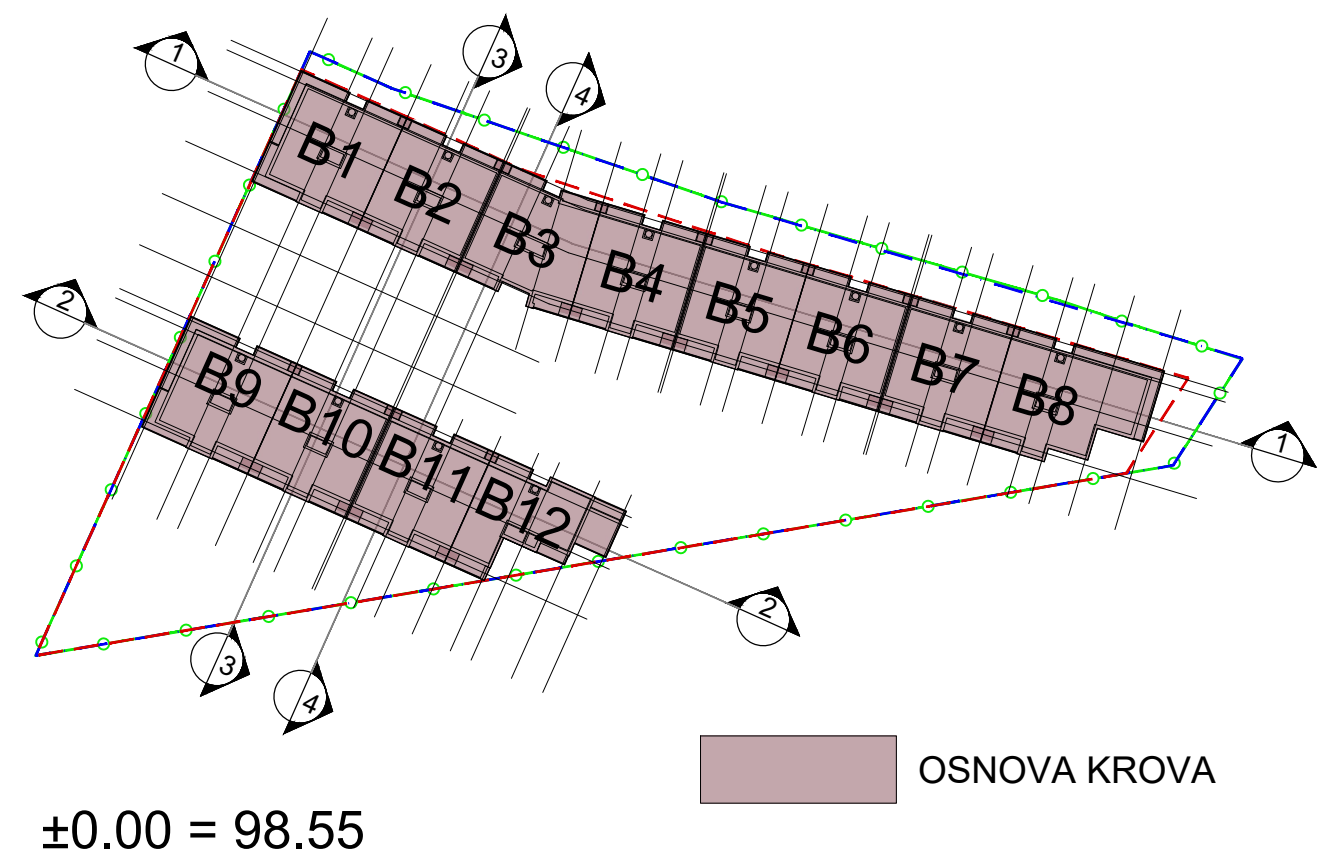 1
3
4
B1
B2
B3
B4
B5
B6
B7
B8
2
B9
B10
B11
B12
1
2
3
4
OSNOVA KROVA
±0.00 = 98.55